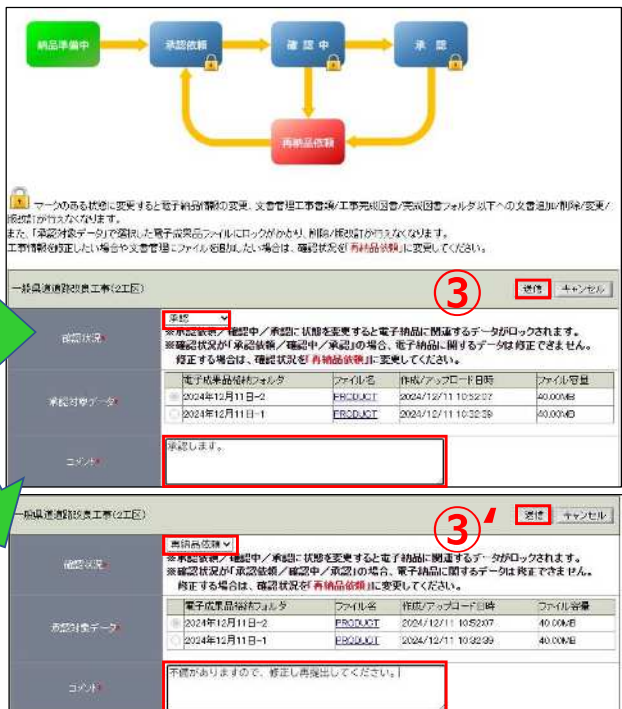 納品準備中
承認依頼
確認中
承認
再納品依頼
マークのある状態に変更すると電子納品情報の変更、文書管理工事書類/工事完成図書/完成図書フォルダ以下への文書追加/削除/変更/
版改訂が行えなくなります。
また、「承認対象データ」で選択した電子成果品ファイルにロックがかかり、削除/版改訂が行えなくなります。
工事情報を修正したい場合や文書管理にファイルを追加したい場合は、確認状況を「再納品依頼」に変更してください。
一般県道道路改良工事(2工区)
③
送信 キャンセル
確認状況*
承認
※承認依頼/確認中/承認に状態を変更すると電子納品に関連するデータがロックされます。
※確認状況が「承認依頼/確認中/承認」の場合、電子納品に関するデータは修正できません。
修正する場合は、確認状況を「再納品依頼」に変更してください。
承認対象データ*
電子成果品格納フォルダ ファイル名 作成/アップロード日時 ファイル容量
2024年12月11日-2 PRODUCT 2024/12/11 10:52:07 40.00MB
2024年12月11日-1 PRODUCT 2024/12/11 10:32:39 40.00MB
コメント*
承認します。
一般県道道路改良工事(2工区)
③′
送信 キャンセル
確認状況*
再納品依頼
※承認依頼/確認中/承認に状態を変更すると電子納品に関連するデータがロックされます。
※確認状況が「承認依頼/確認中/承認」の場合、電子納品に関するデータは修正できません。
修正する場合は、確認状況を「再納品依頼」に変更してください。
承認対象データ*
電子成果品格納フォルダ ファイル名 作成/アップロード日時 ファイル容量
2024年12月11日-2 PRODUCT 2024/12/11 10:52:07 40.00MB
2024年12月11日-1 PRODUCT 2024/12/11 10:32:39 40.00MB
コメント*
不備がありますので、修正し再提出してください。